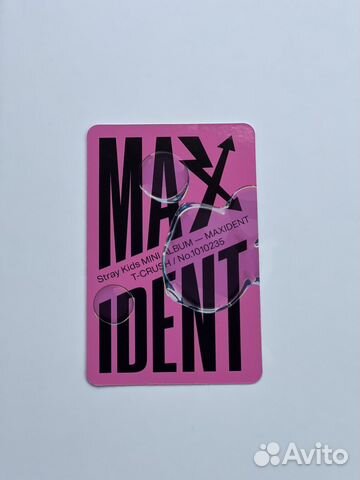 MAX
Stray Kids MINI ALBUM — MAXIDENT
T-CRUSH / No.1010235
IDENT
Avito